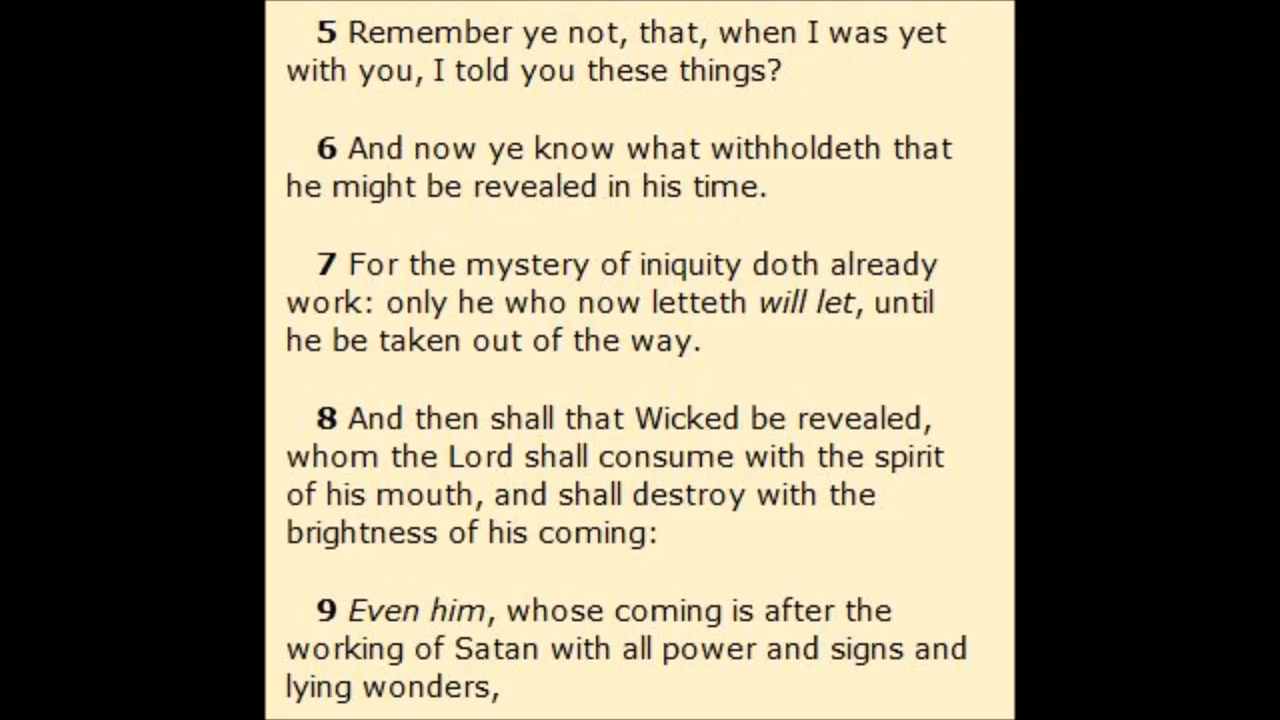 5 Remember ye not, that, when I was yet
with you, I told you these things?
6 And now ye know what withholdeth that
he might be revealed in his time.
7 For the mystery of iniquity doth already
work: only he who now letteth will let, until
he be taken out of the way.
8 And then shall that Wicked be revealed,
whom the Lord shall consume with the spirit
of his mouth, and shall destroy with the
brightness of his coming:
9 Even him, whose coming is after the
working of Satan with all power and signs and
lying wonders,